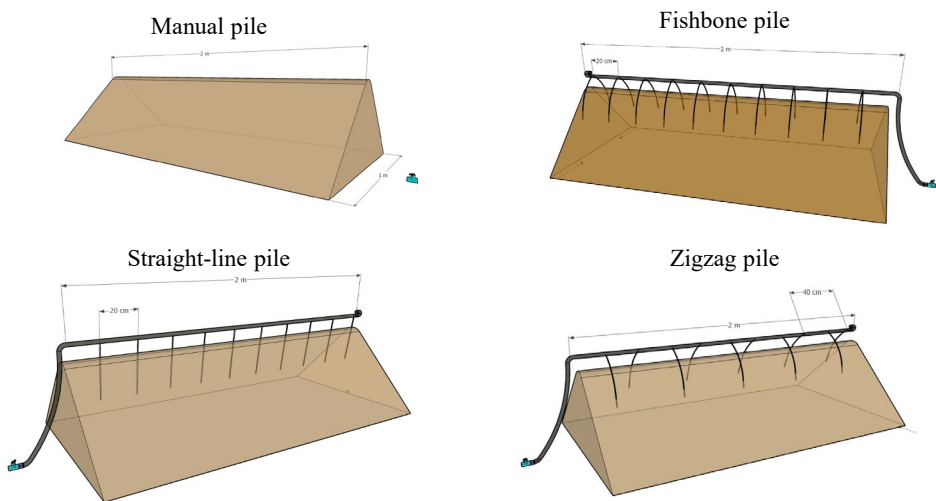 Manual pile
2 m
1 m
Fishbone pile
2 m
20 cm
Straight-line pile
2 m
20 cm
Zigzag pile
40 cm
2 m